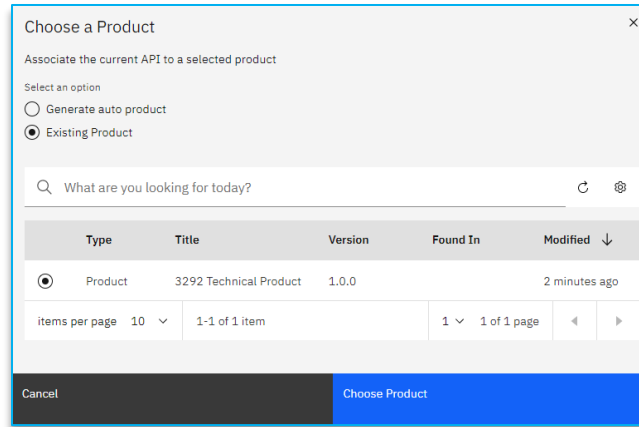 Choose a Product
Associate the current API to a selected product
Select an option
Generate auto product
Existing Product
What are you looking for today?
Type Title Version Found In Modified
Product 3292 Technical Product 1.0.0 2 minutes ago
items per page 10 1-1 of 1 item 1 1 of 1 page
Cancel Choose Product